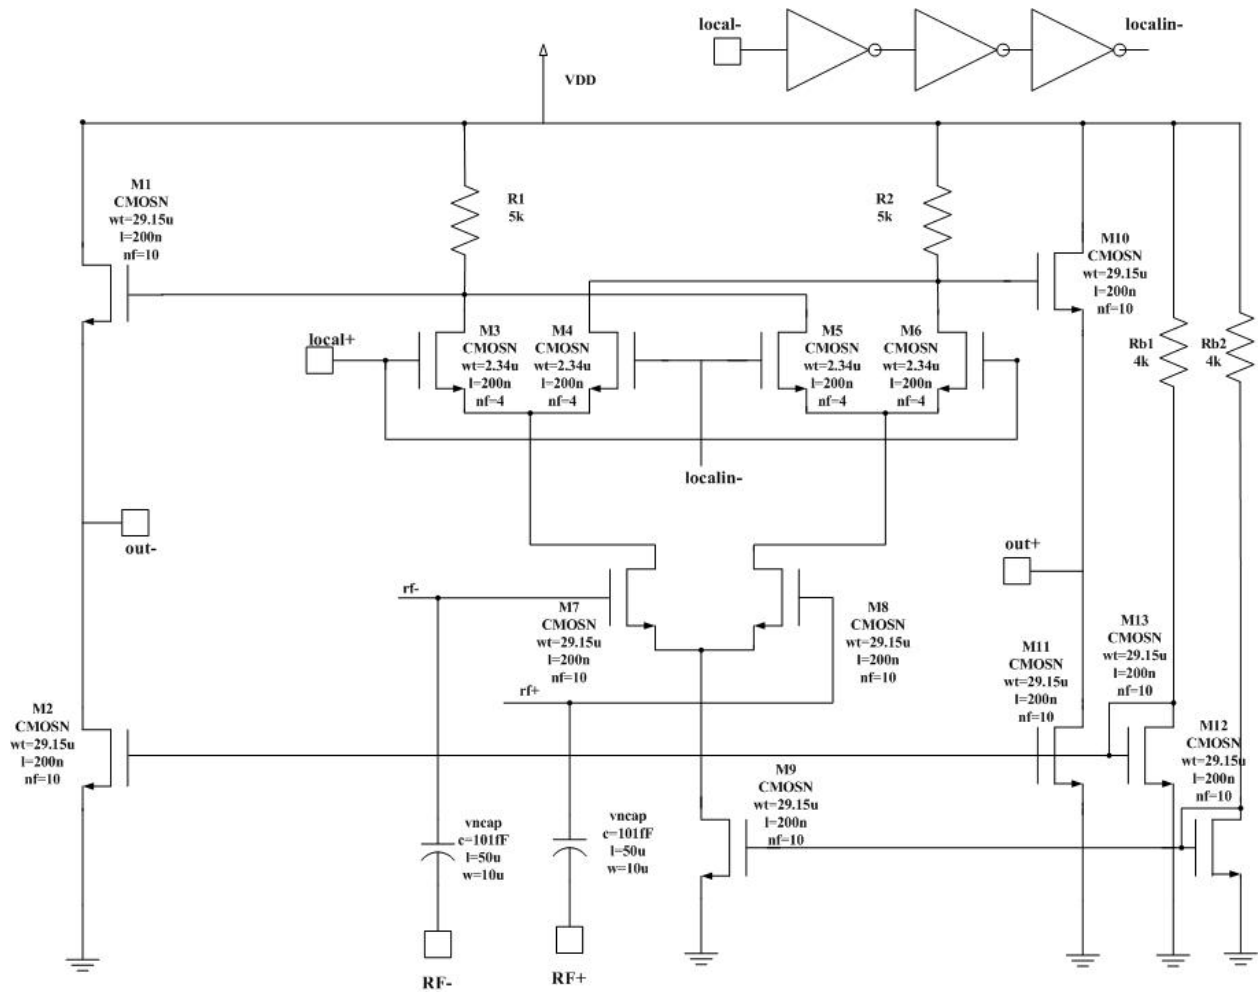 local-
localin-
VDD
M1
CMOSN
wt=29.15u
l=200n
nf=10
R1
5k
R2
5k
M10
CMOSN
wt=29.15u
l=200n
nf=10
local+
M3
CMOSN
wt=2.34u
l=200n
nf=4
M4
CMOSN
wt=2.34u
l=200n
nf=4
M5
CMOSN
wt=2.34u
l=200n
nf=4
M6
CMOSN
wt=2.34u
l=200n
nf=4
Rb1
4k
Rb2
4k
localin-
out-
out+
rf-
M7
CMOSN
wt=29.15u
l=200n
nf=10
M8
CMOSN
wt=29.15u
l=200n
nf=10
rf+
M11
CMOSN
wt=29.15u
l=200n
nf=10
M13
CMOSN
wt=29.15u
l=200n
nf=10
M2
CMOSN
wt=29.15u
l=200n
nf=10
M12
CMOSN
wt=29.15u
l=200n
nf=10
M9
CMOSN
wt=29.15u
l=200n
nf=10
vncap
c=101fF
l=50u
w=10u
vncap
c=101fF
l=50u
w=10u
RF-
RF+